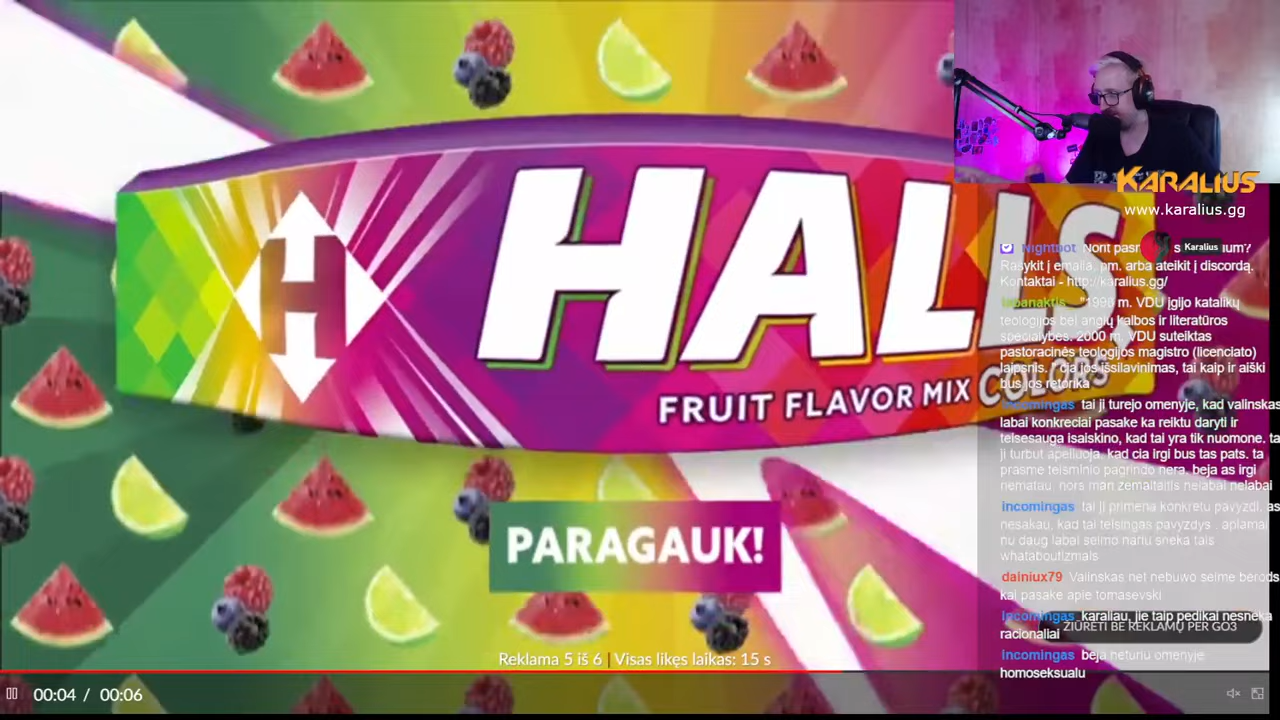 HALLS
FRUIT FLAVOR MIX COLORS
PARAGAUK!
Reklama 5 iš 6 | Visas likęs laikas: 15 s
00:04 / 00:06
KARALIUS
www.karalius.gg
Nightbot Norit
Karalius
Rašykit į emailą, pm. arba ateikit į discordą.
Kontaktai - http://karalius.gg/
"1998 m. VDU įgijo katalikų
teologijos bei anglų kalbos ir literatūros
specialybes. 2000 m. VDU suteiktas
pastoracinės teologijos magistro (licenciato)
laipsnis. " čia jos išsilavinimas, tai kaip ir aiški
bus jos retorika
incomingas tai ji turejo omenyje, kad valinskas
labai konkreciai pasake ka reiktu daryti ir
teisesauga isaiskino, kad tai yra tik nuomone. ta
ji turbut apeliuoja. kad cia irgi bus tas pats. ta
prasme teisminio pagrindo nera. beja as irgi
nematau nors man zemaitaitis nelabai nelabai
incomingas tai ji primena konkretu pavyzdi. as
nesakau, kad tai teisingas pavyzdys . aplamai
nu daug labai seimo nariu sneka tais
whataboutizmais
dainiux79 Valinskas net nebuwo seime berods
kai pasake apie tomasevski
incomingas karaliau, jie taip pedikai nesneka
racionaliai
ŽIŪRĖTI BE REKLAMŲ PER GO3
incomingas beja neturiu omenyje
homoseksualu